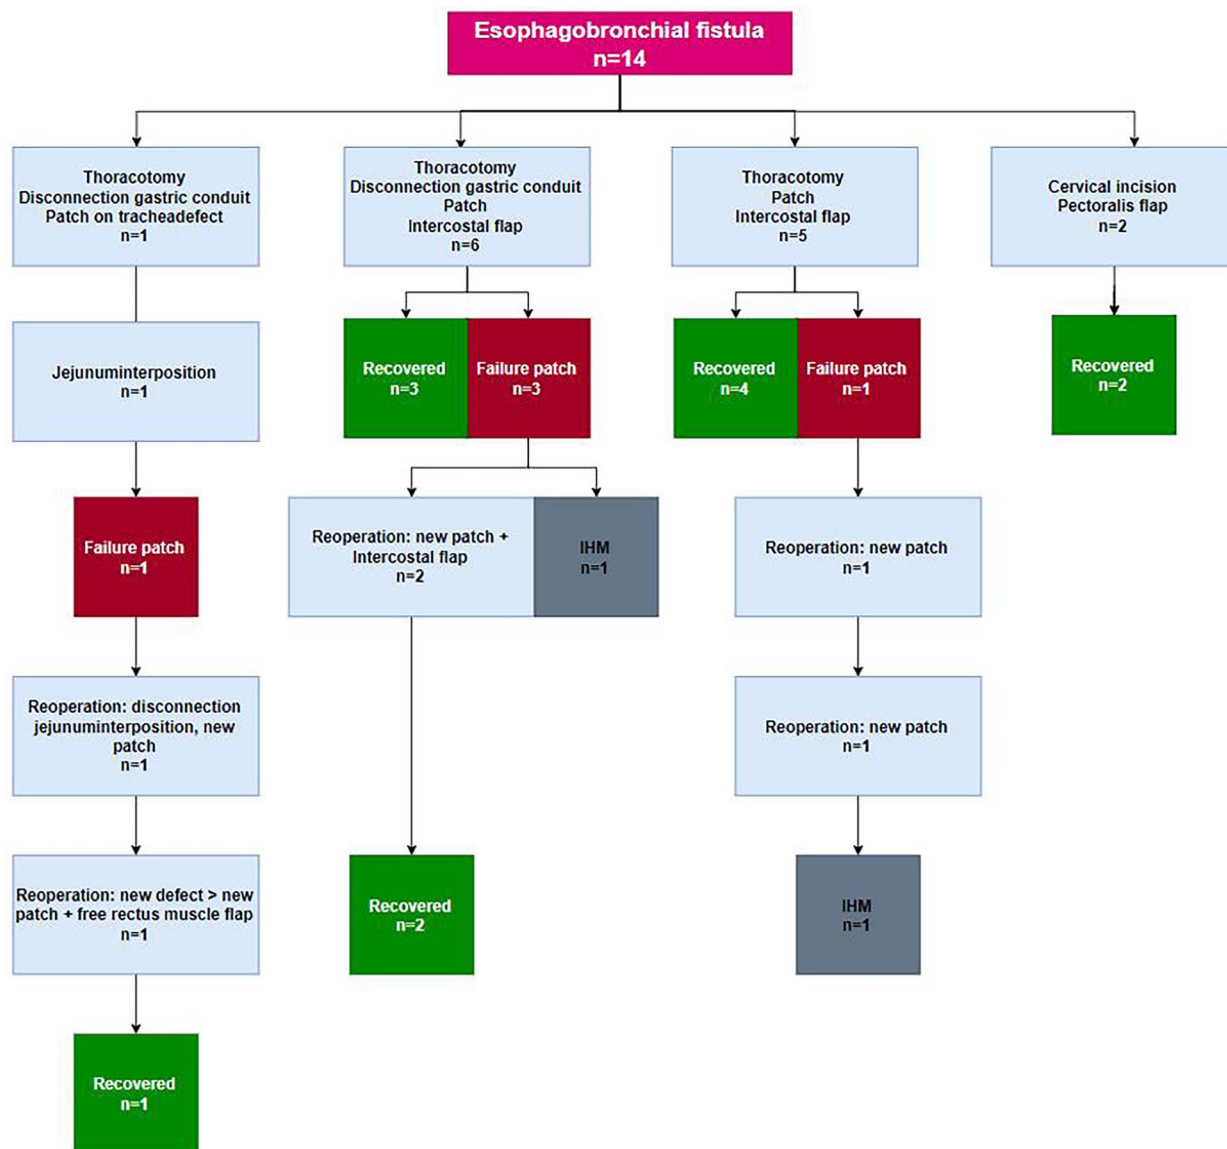 Esophagobronchial fistula
n=14
Thoracotomy
Disconnection gastric conduit
Patch on tracheadefect
n=1
Thoracotomy
Disconnection gastric conduit
Patch
Intercostal flap
n=6
Thoracotomy
Patch
Intercostal flap
n=5
Cervical incision
Pectoralis flap
n=2
Jejunuminterposition
n=1
Recovered
n=3
Failure patch
n=3
Recovered
n=4
Failure patch
n=1
Recovered
n=2
Failure patch
n=1
Reoperation: new patch +
Intercostal flap
n=2
IHM
n=1
Reoperation: new patch
n=1
Reoperation: disconnection
jejunuminterposition, new
patch
n=1
Reoperation: new patch
n=1
Reoperation: new defect > new
patch + free rectus muscle flap
n=1
Recovered
n=2
IHM
n=1
Recovered
n=1